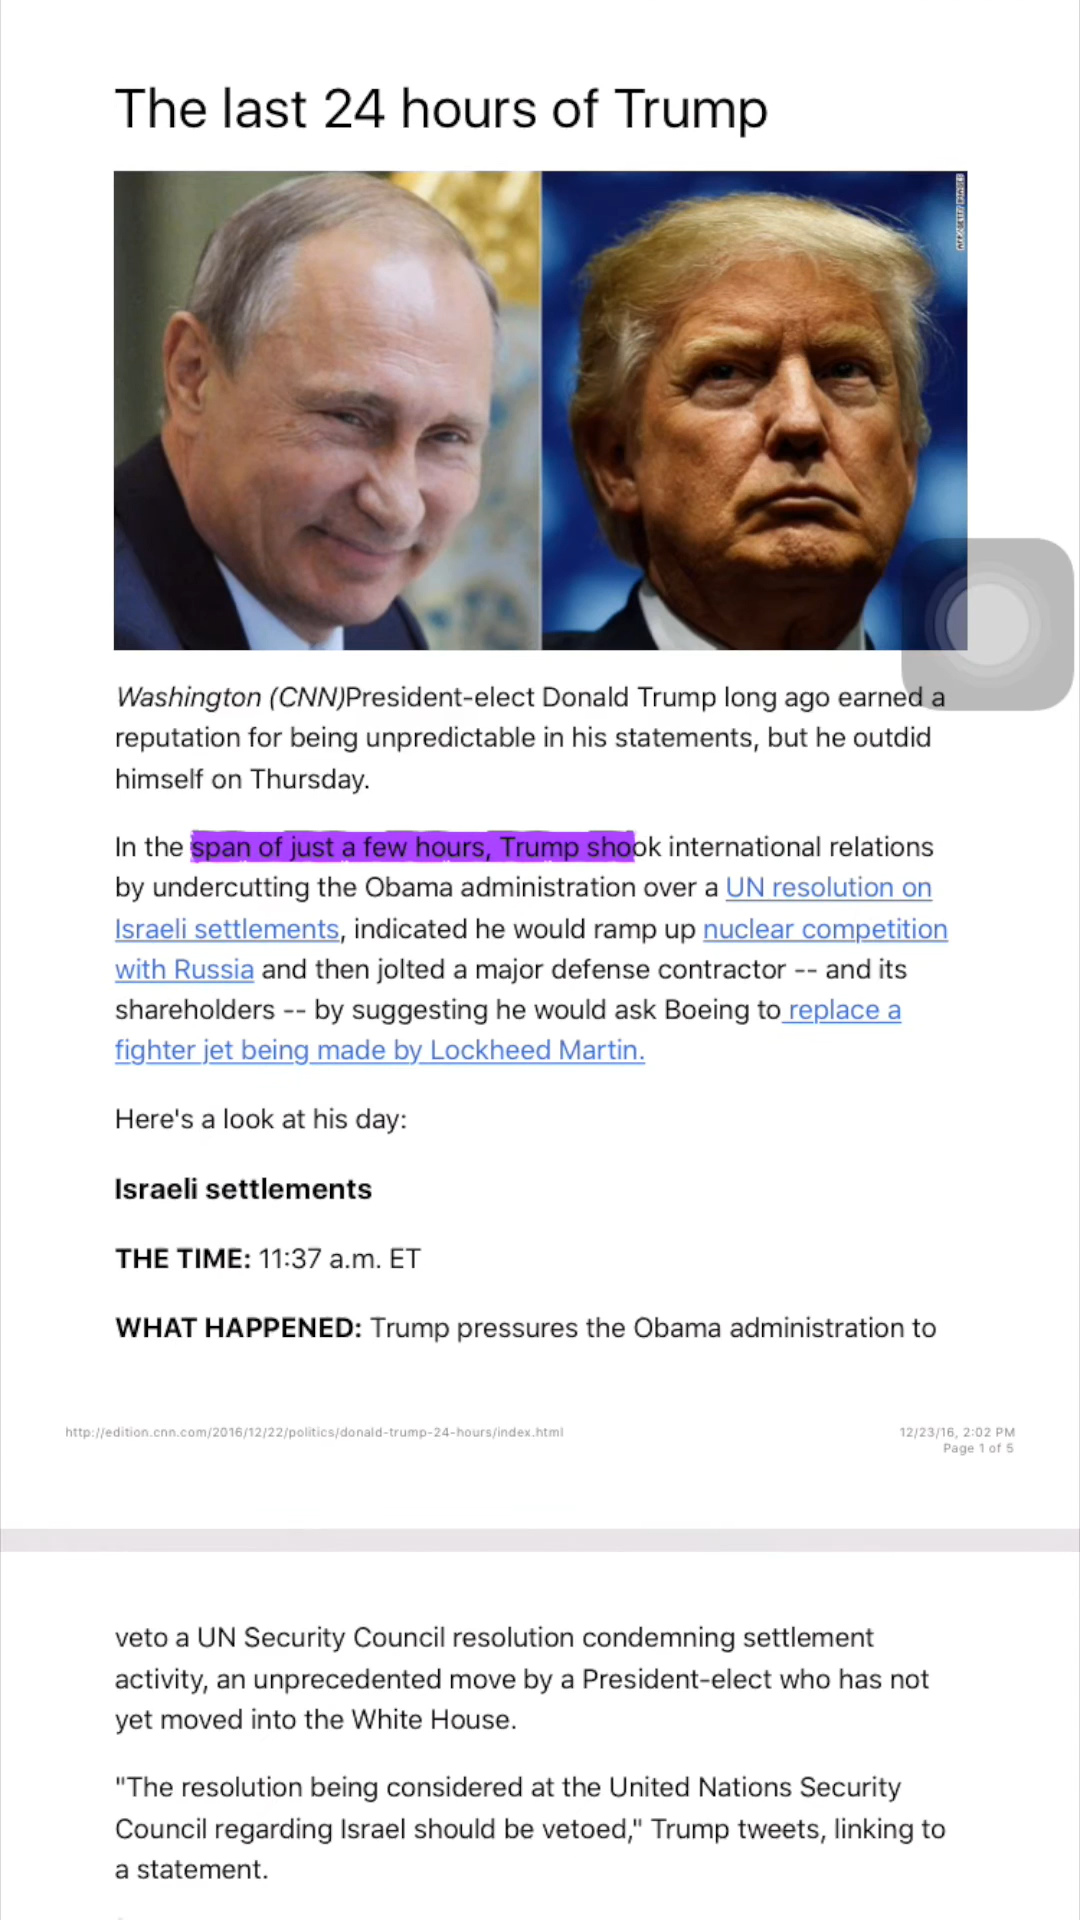 The last 24 hours of Trump
AFP/GETTY IMAGES
Washington (CNN)President-elect Donald Trump long ago earned a
reputation for being unpredictable in his statements, but he outdid
himself on Thursday.
In the span of just a few hours, Trump shook international relations
by undercutting the Obama administration over a UN resolution on
Israeli settlements, indicated he would ramp up nuclear competition
with Russia and then jolted a major defense contractor -- and its
shareholders -- by suggesting he would ask Boeing to replace a
fighter jet being made by Lockheed Martin.
Here's a look at his day:
Israeli settlements
THE TIME: 11:37 a.m. ET
WHAT HAPPENED: Trump pressures the Obama administration to
http://edition.cnn.com/2016/12/22/politics/donald-trump-24-hours/index.html
12/23/16, 2:02 PM
Page 1 of 5
veto a UN Security Council resolution condemning settlement
activity, an unprecedented move by a President-elect who has not
yet moved into the White House.
"The resolution being considered at the United Nations Security
Council regarding Israel should be vetoed," Trump tweets, linking to
a statement.